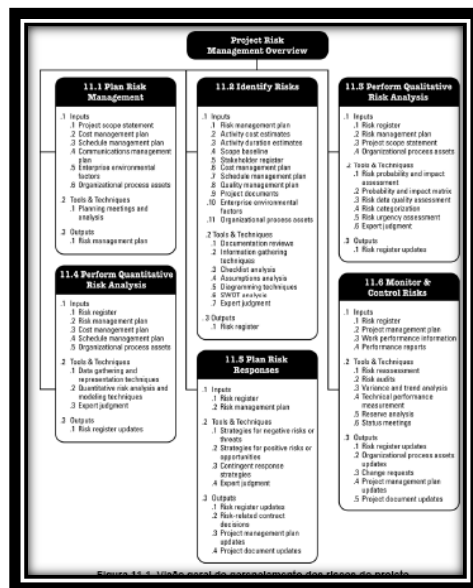 Project Risk
Management Overview
11.1 Plan Risk
Management
.1 Inputs
.1 Project scope statement
.2 Cost management plan
.3 Schedule management plan
.4 Communications management
plan
.5 Enterprise environmental
factors
.6 Organizational process assets
.2 Tools & Techniques
.1 Planning meetings and
analysis
.3 Outputs
.1 Risk management plan
11.2 Identify Risks
.1 Inputs
.1 Risk management plan
.2 Activity cost estimates
.3 Activity duration estimates
.4 Scope baseline
.5 Stakeholder register
.6 Cost management plan
.7 Schedule management plan
.8 Quality management plan
.9 Project documents
.10 Enterprise environmental
factors
.11 Organizational process assets
.2 Tools & Techniques
.1 Documentation reviews
.2 Information gathering
techniques
.3 Checklist analysis
.4 Assumptions analysis
.5 Diagramming techniques
.6 SWOT analysis
.7 Expert judgment
.3 Outputs
.1 Risk register
11.3 Perform Qualitative
Risk Analysis
.1 Inputs
.1 Risk register
.2 Risk management plan
.3 Project scope statement
.4 Organizational process assets
.2 Tools & Techniques
.1 Risk probability and impact
assessment
.2 Probability and impact matrix
.3 Risk data quality assessment
.4 Risk categorization
.5 Risk urgency assessment
.6 Expert judgment
.3 Outputs
.1 Risk register updates
11.4 Perform Quantitative
Risk Analysis
.1 Inputs
.1 Risk register
.2 Risk management plan
.3 Cost management plan
.4 Schedule management plan
.5 Organizational process assets
.2 Tools & Techniques
.1 Data gathering and
representation techniques
.2 Quantitative risk analysis and
modeling techniques
.3 Expert judgment
.3 Outputs
.1 Risk register updates
11.5 Plan Risk
Responses
.1 Inputs
.1 Risk register
.2 Risk management plan
.2 Tools & Techniques
.1 Strategies for negative risks or
threats
.2 Strategies for positive risks or
opportunities
.3 Contingent response
strategies
.4 Expert judgment
.3 Outputs
.1 Risk register updates
.2 Risk-related contract
decisions
.3 Project management plan
updates
.4 Project document updates
11.6 Monitor &
Control Risks
.1 Inputs
.1 Risk register
.2 Project management plan
.3 Work performance information
.4 Performance reports
.2 Tools & Techniques
.1 Risk reassessment
.2 Risk audits
.3 Variance and trend analysis
.4 Technical performance
measurement
.5 Reserve analysis
.6 Status meetings
.3 Outputs
.1 Risk register updates
.2 Organizational process assets
updates
.3 Change requests
.4 Project management plan
updates
.5 Project document updates
Figura 11-1. Visão geral do gerenciamento dos riscos do projeto